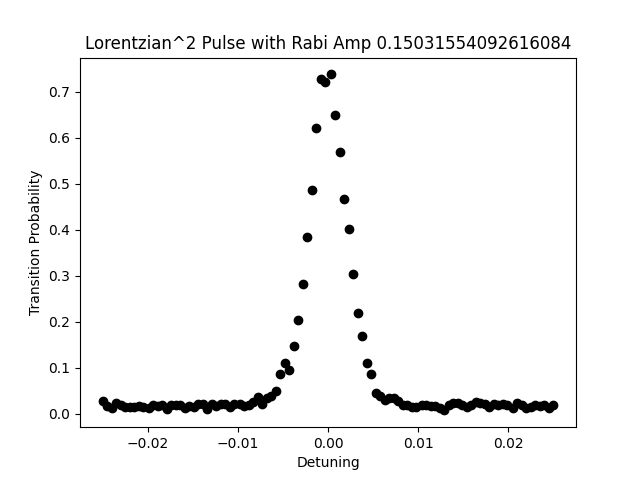 Lorentzian^2 Pulse with Rabi Amp 0.15031554092616084
Transition Probability
0.7
0.6
0.5
0.4
0.3
0.2
0.1
0.0
−0.02 −0.01 0.00 0.01 0.02
Detuning